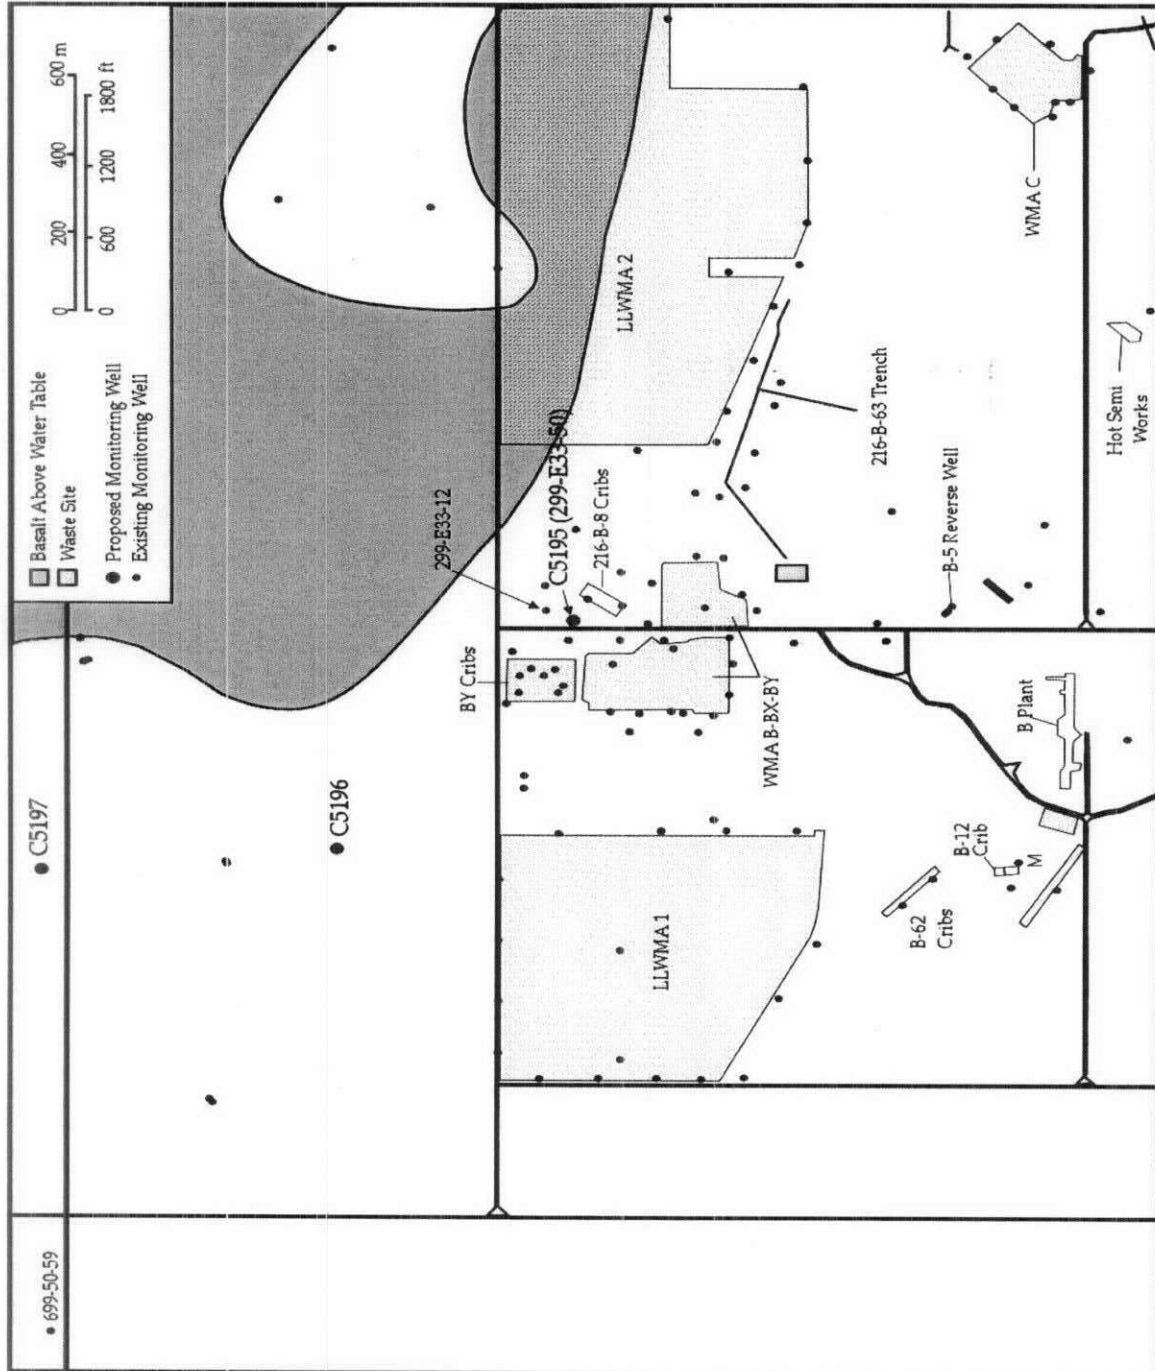 Basalt Above Water Table
Waste Site
Proposed Monitoring Well
Existing Monitoring Well
0 200 400 600 m
0 600 1200 1800 ft
699-50-59
C5197
C5196
299-E33-12
C5195 (299-E33-50)
216-B-8 Cribs
BY Cribs
LLWMA 2
LLWMA 1
WMA B-BX-BY
216-B-63 Trench
WMA C
B-5 Reverse Well
B-62
Cribs
B-12
Crib
M
B Plant
Hot Semi
Works